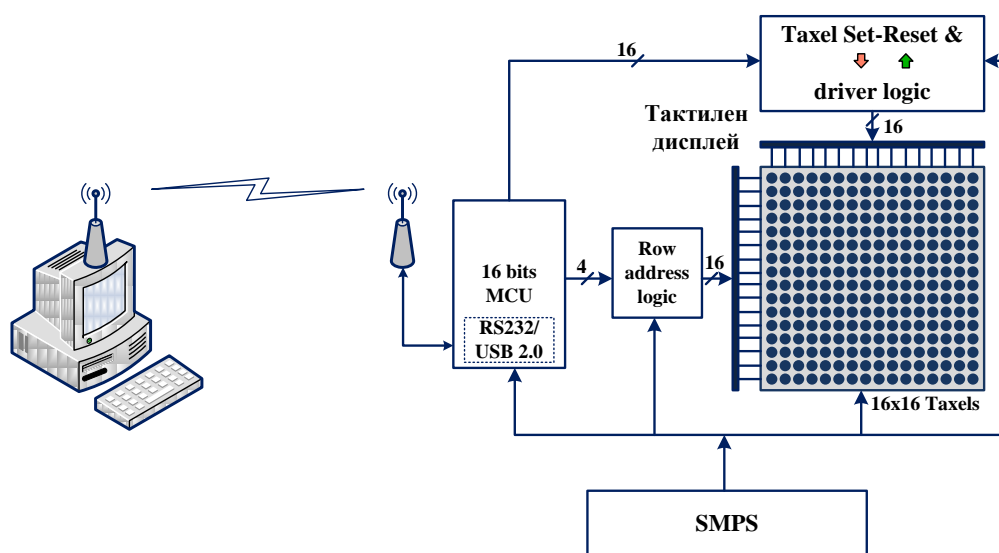 Taxel Set-Reset &
driver logic
16
16
Тактилен
дисплей
16 bits
MCU
RS232/
USB 2.0
4
Row
address
logic
16
16x16 Taxels
SMPS